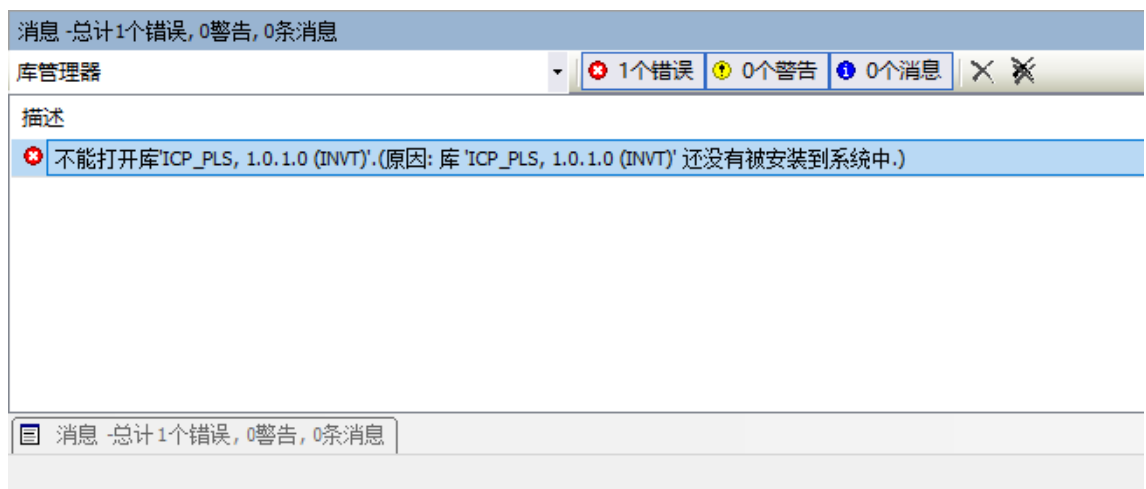 消息 -总计1个错误, 0警告, 0条消息
库管理器 1个错误 0个警告 0个消息
描述
不能打开库'ICP_PLS, 1.0.1.0 (INVT)'.(原因: 库 'ICP_PLS, 1.0.1.0 (INVT)' 还没有被安装到系统中.)
消息 -总计1个错误, 0警告, 0条消息